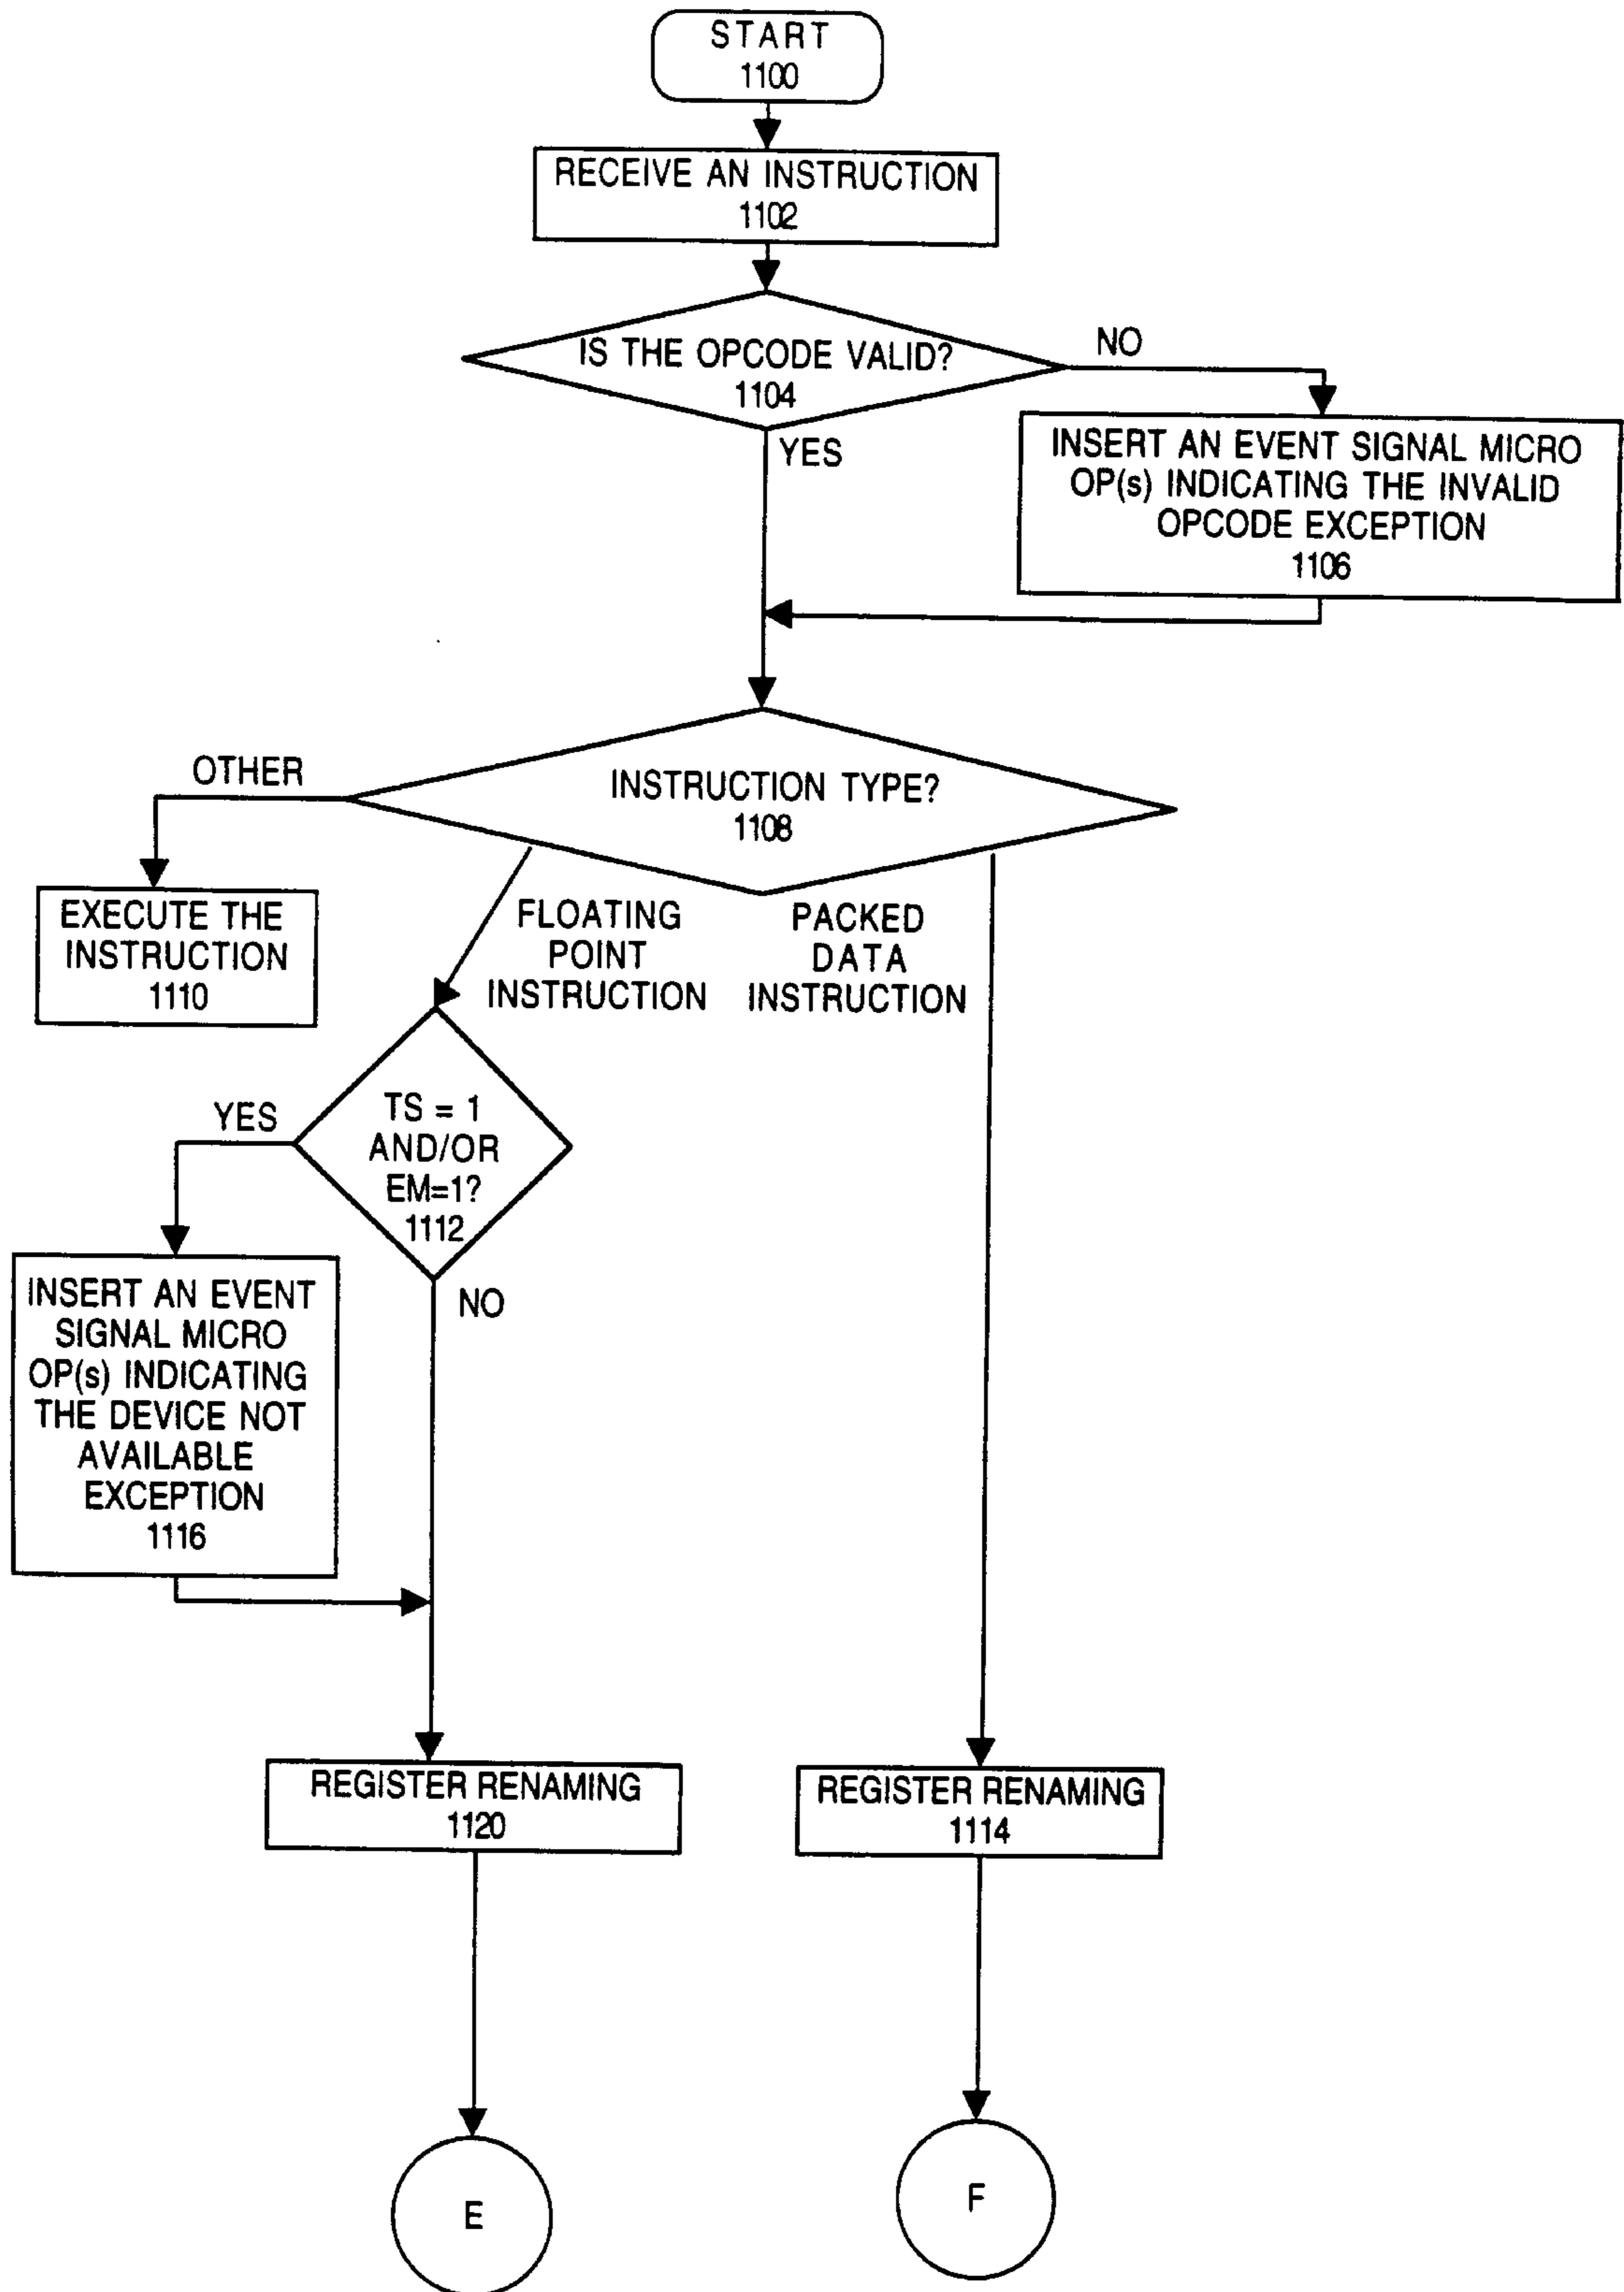 START
1100
RECEIVE AN INSTRUCTION
1102
IS THE OPCODE VALID?
1104
NO
YES
INSERT AN EVENT SIGNAL MICRO
OP(s) INDICATING THE INVALID
OPCODE EXCEPTION
1106
INSTRUCTION TYPE?
1108
OTHER
EXECUTE THE
INSTRUCTION
1110
FLOATING
POINT
INSTRUCTION
PACKED
DATA
INSTRUCTION
TS = 1
AND/OR
EM=1?
1112
YES
NO
INSERT AN EVENT
SIGNAL MICRO
OP(s) INDICATING
THE DEVICE NOT
AVAILABLE
EXCEPTION
1116
REGISTER RENAMING
1120
REGISTER RENAMING
1114
E
F